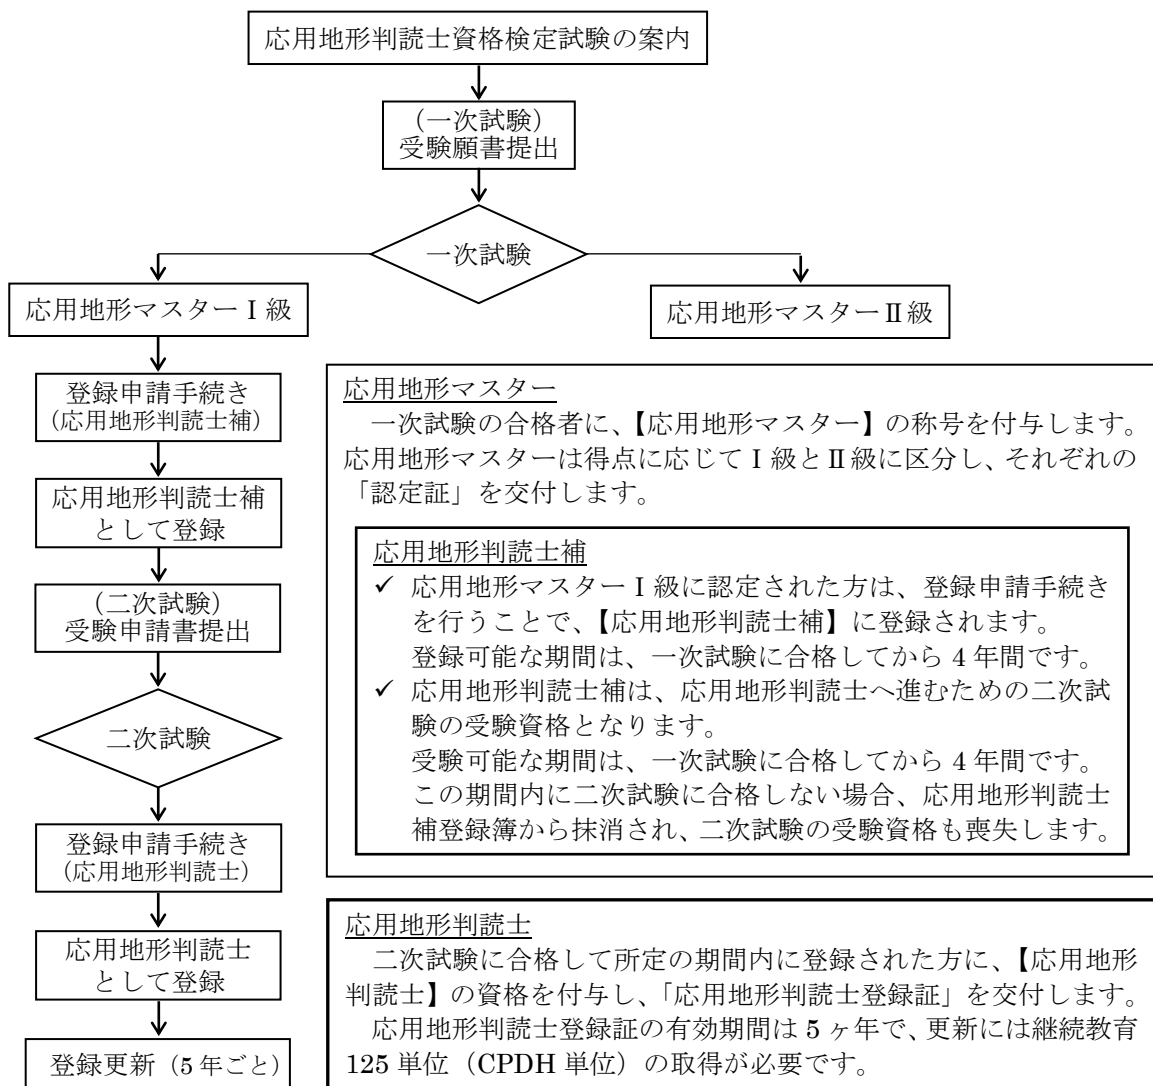 応用地形判読士資格検定試験の案内
(一次試験)
受験願書提出
一次試験
応用地形マスターⅠ級
応用地形マスターⅡ級
登録申請手続き
(応用地形判読士補)
応用地形判読士補
として登録
(二次試験)
受験申請書提出
二次試験
登録申請手続き
(応用地形判読士)
応用地形判読士
として登録
登録更新(5年ごと)
応用地形マスター
一次試験の合格者に、【応用地形マスター】の称号を付与します。
応用地形マスターは得点に応じてⅠ級とⅡ級に区分し、それぞれの
「認定証」を交付します。
応用地形判読士補
✓ 応用地形マスターⅠ級に認定された方は、登録申請手続き
を行うことで、【応用地形判読士補】に登録されます。
登録可能な期間は、一次試験に合格してから 4 年間です。
✓ 応用地形判読士補は、応用地形判読士へ進むための二次試
験の受験資格となります。
受験可能な期間は、一次試験に合格してから 4 年間です。
この期間内に二次試験に合格しない場合、応用地形判読士
補登録簿から抹消され、二次試験の受験資格も喪失します。
応用地形判読士
二次試験に合格して所定の期間内に登録された方に、【応用地形
判読士】の資格を付与し、「応用地形判読士登録証」を交付します。
応用地形判読士登録証の有効期間は 5 ヶ年で、更新には継続教育
125 単位(CPDH 単位)の取得が必要です。